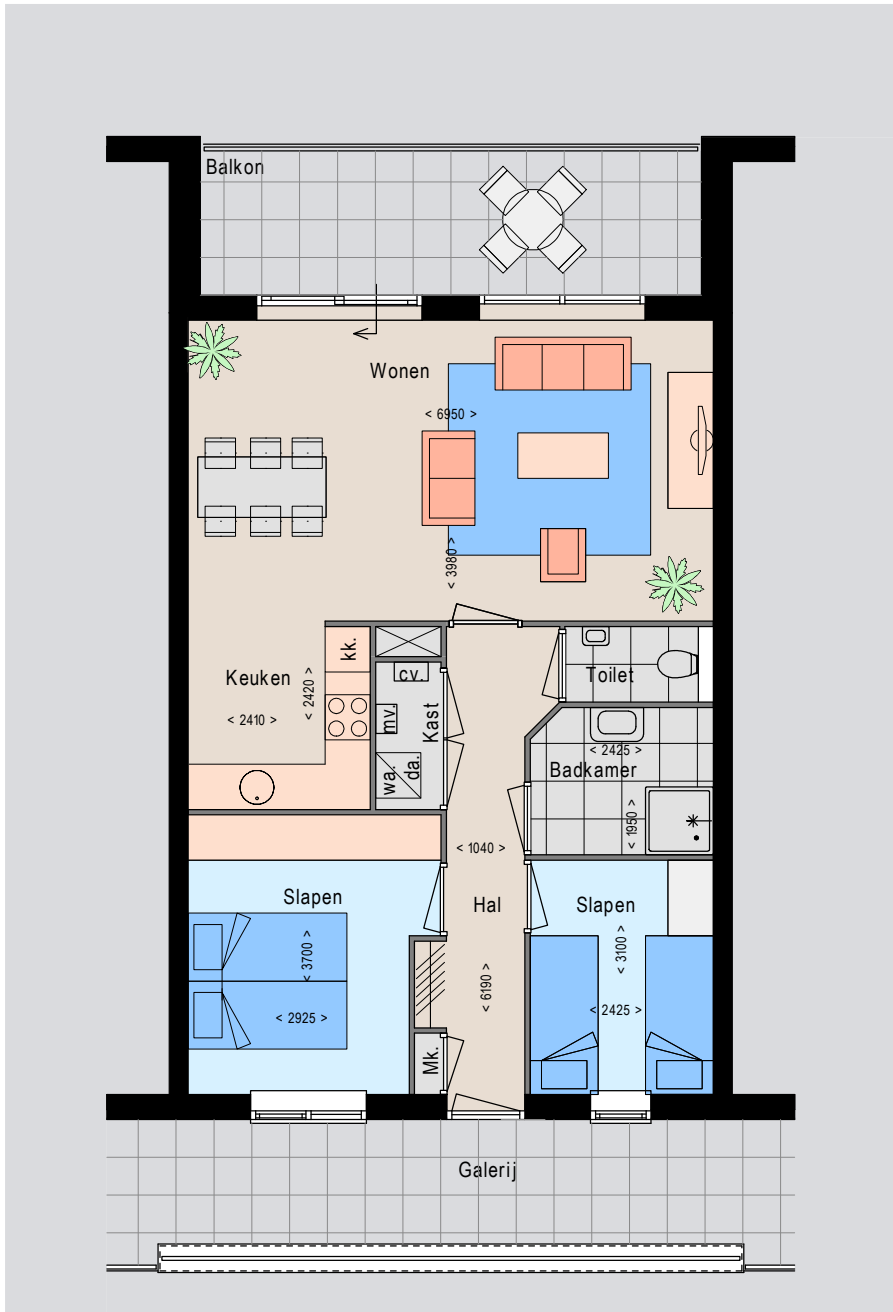 Balkon
Wonen
< 6950 >
< 3980 >
Keuken
< 2420 >
< 2410 >
kk.
cv.
mv.
Kast
wa.
da.
Toilet
< 2425 >
Badkamer
< 1950 >
< 1040 >
Slapen
< 3700 >
< 2925 >
Hal
< 6190 >
Mk.
Slapen
< 3100 >
< 2425 >
Galerij